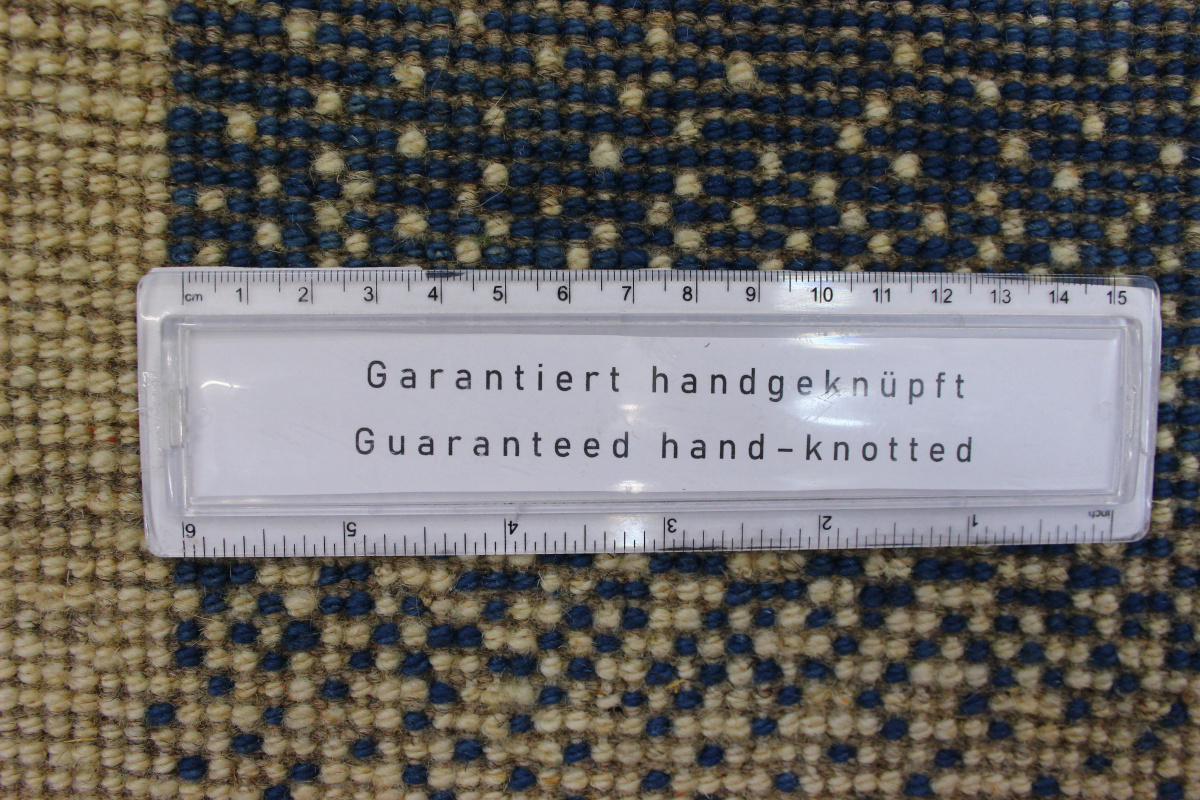 cm 1 2 3 4 5 6 7 8 9 10 11 12 13 14 15
Garantiert handgeknüpft
Guaranteed hand-knotted
6 5 4 3 2 1 inch